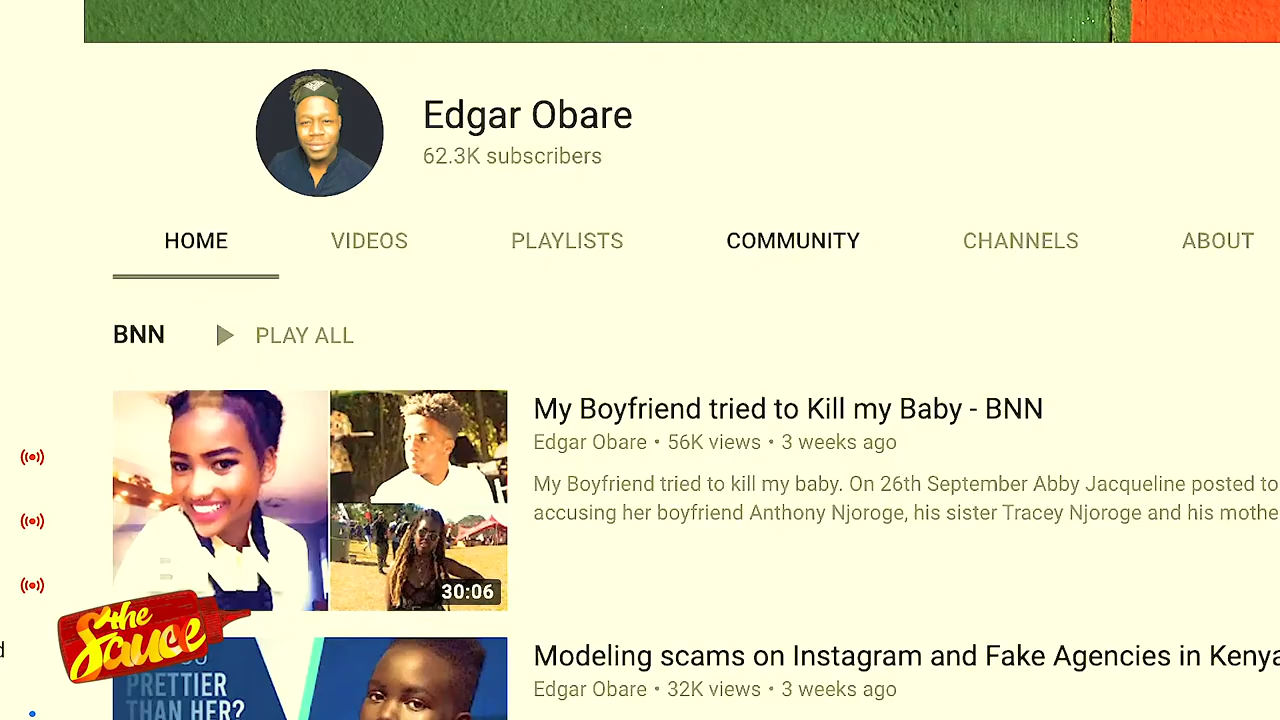 Edgar Obare
62.3K subscribers
HOME VIDEOS PLAYLISTS COMMUNITY CHANNELS ABOUT
BNN PLAY ALL
My Boyfriend tried to Kill my Baby - BNN
Edgar Obare • 56K views • 3 weeks ago
My Boyfriend tried to kill my baby. On 26th September Abby Jacqueline posted to
accusing her boyfriend Anthony Njoroge, his sister Tracey Njoroge and his mothe
30:06
the
Sauce
PRETTIER
THAN HER?
Modeling scams on Instagram and Fake Agencies in Kenya
Edgar Obare • 32K views • 3 weeks ago